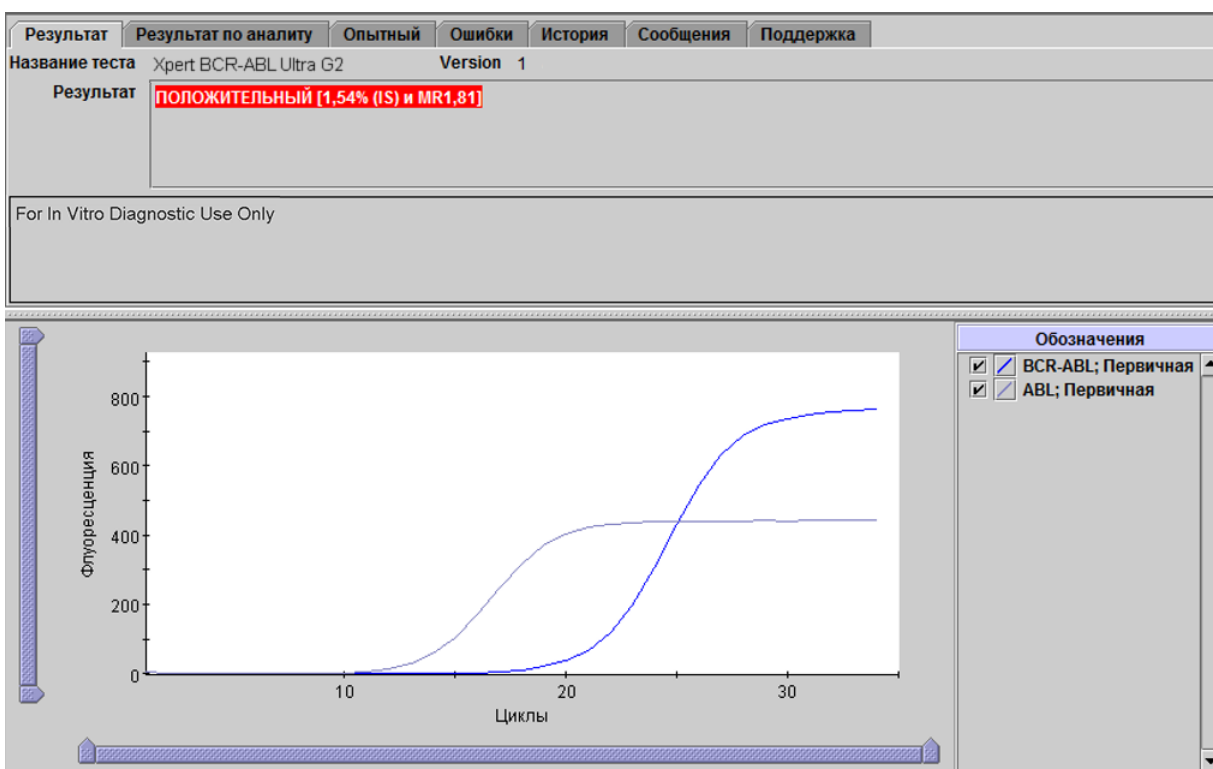 Результат Результат по аналиту Опытный Ошибки История Сообщения Поддержка
Название теста Xpert BCR-ABL Ultra G2 Version 1
Результат ПОЛОЖИТЕЛЬНЫЙ [1,54% (IS) и MR1,81]
For In Vitro Diagnostic Use Only
Обозначения
BCR-ABL; Первичная
ABL; Первичная
Флуоресценция
800
600
400
200
0
10 20 30
Циклы